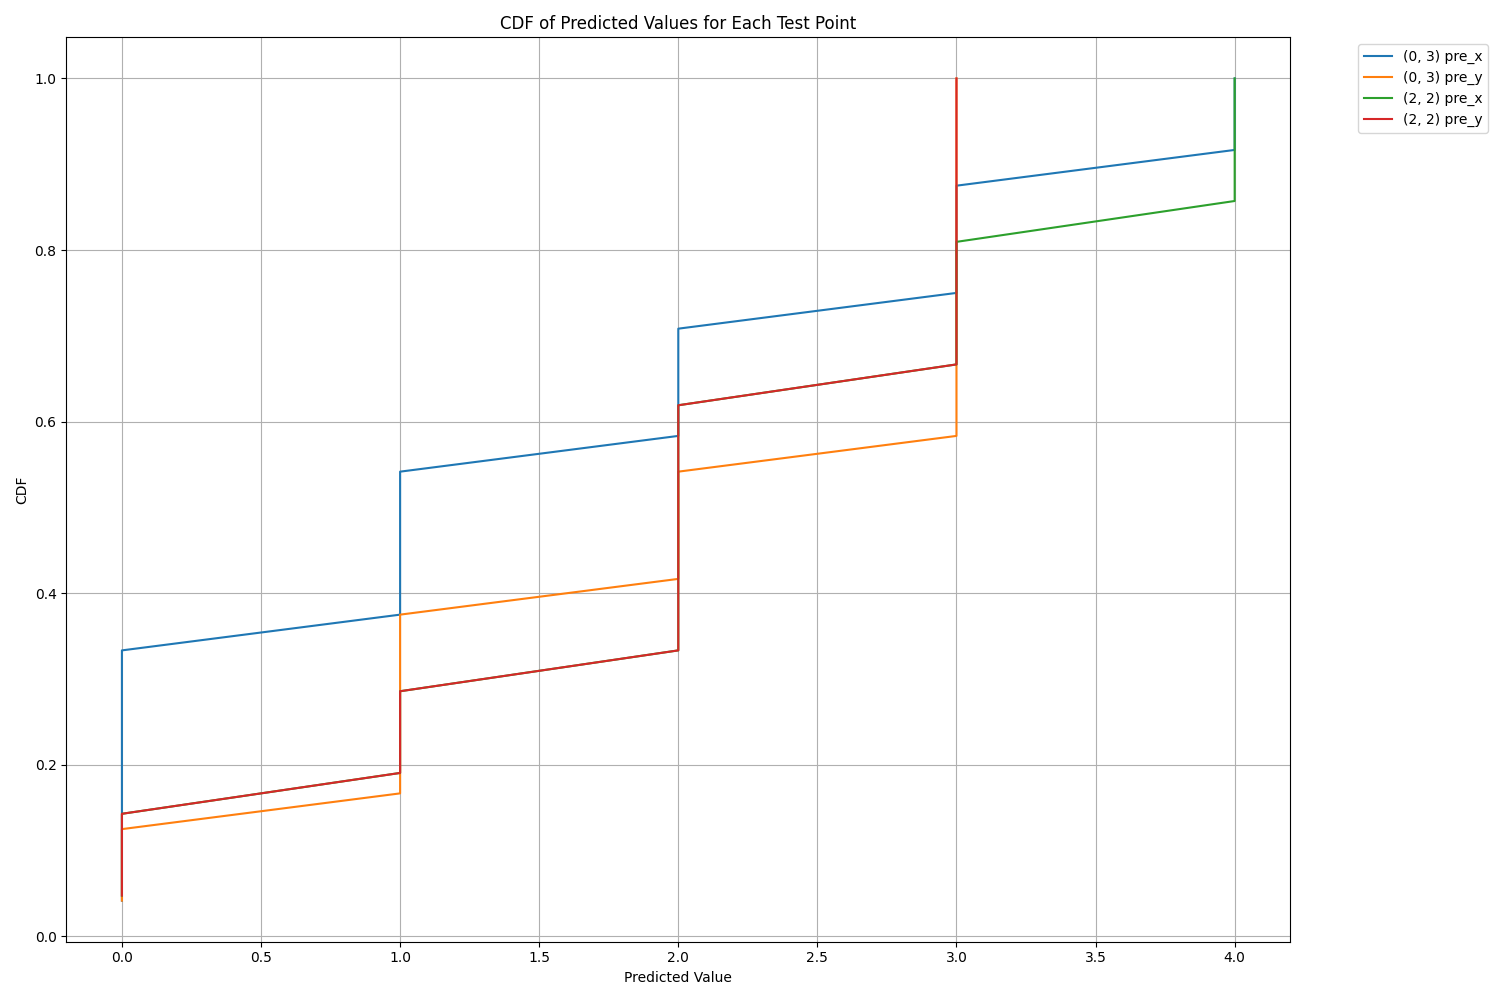 CDF of Predicted Values for Each Test Point
(0, 3) pre_x
(0, 3) pre_y
(2, 2) pre_x
(2, 2) pre_y
1.0
0.8
0.6
0.4
0.2
0.0
CDF
0.0 0.5 1.0 1.5 2.0 2.5 3.0 3.5 4.0
Predicted Value